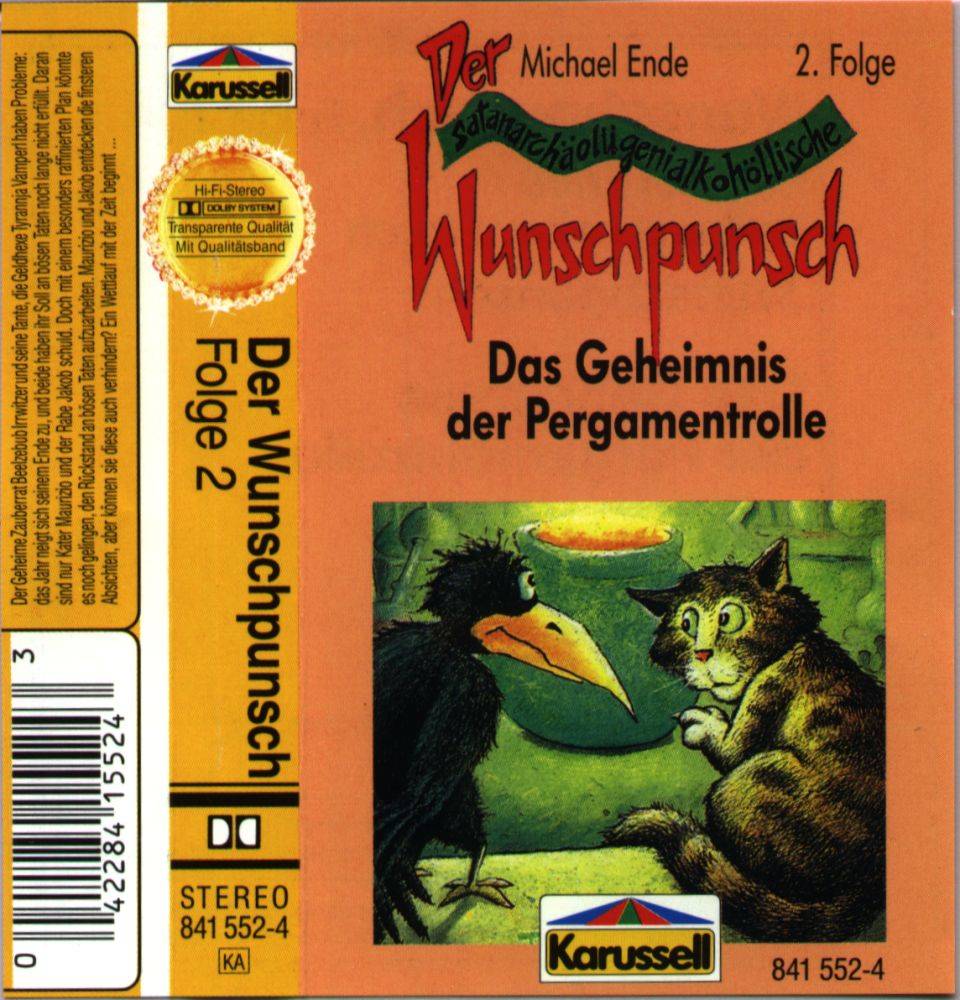 Der Geheime Zauberrat Beelzebub Irrwitzer und seine Tante, die Geldhexe Tyrannja Vamperl haben Probleme:
das Jahr neigt sich seinem Ende zu, und beide haben ihr Soll an bösen Taten noch lange nicht erfüllt. Daran
sind nur Kater Maurizio und der Rabe Jakob schuld. Doch mit einem besonders raffinierten Plan könnte
es noch gelingen, den Rückstand an bösen Taten aufzuarbeiten. Maurizio und Jakob entdecken die finsteren
Absichten, aber können sie diese auch verhindern? Ein Wettlauf mit der Zeit beginnt ...
0 42284 15524 3
Karussell
Hi-Fi-Stereo
DOLBY SYSTEM
Transparente Qualität
Mit Qualitätsband
Der Wunschpunsch
Folge 2
STEREO
841 552-4
KA
Michael Ende
2. Folge
Der
satanarchäolügenialkohöllische
Wunschpunsch
Das Geheimnis
der Pergamentrolle
Karussell
841 552-4